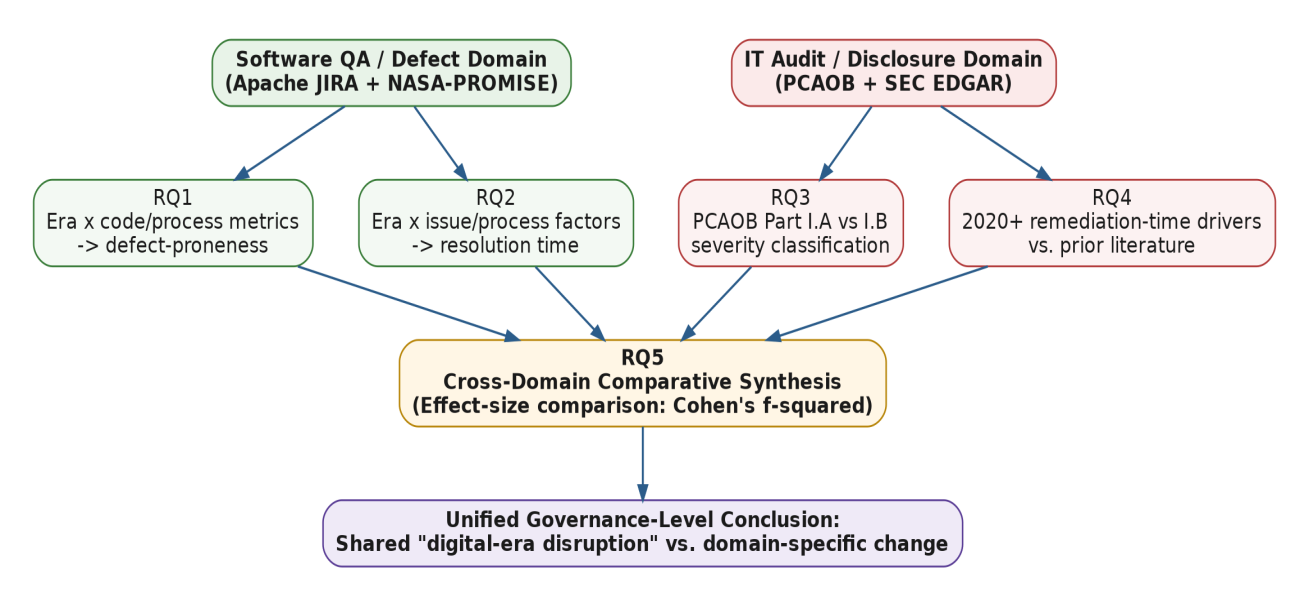 Software QA / Defect Domain
(Apache JIRA + NASA-PROMISE)
IT Audit / Disclosure Domain
(PCAOB + SEC EDGAR)
RQ1
Era x code/process metrics
-> defect-proneness
RQ2
Era x issue/process factors
-> resolution time
RQ3
PCAOB Part I.A vs I.B
severity classification
RQ4
2020+ remediation-time drivers
vs. prior literature
RQ5
Cross-Domain Comparative Synthesis
(Effect-size comparison: Cohen's f-squared)
Unified Governance-Level Conclusion:
Shared "digital-era disruption" vs. domain-specific change